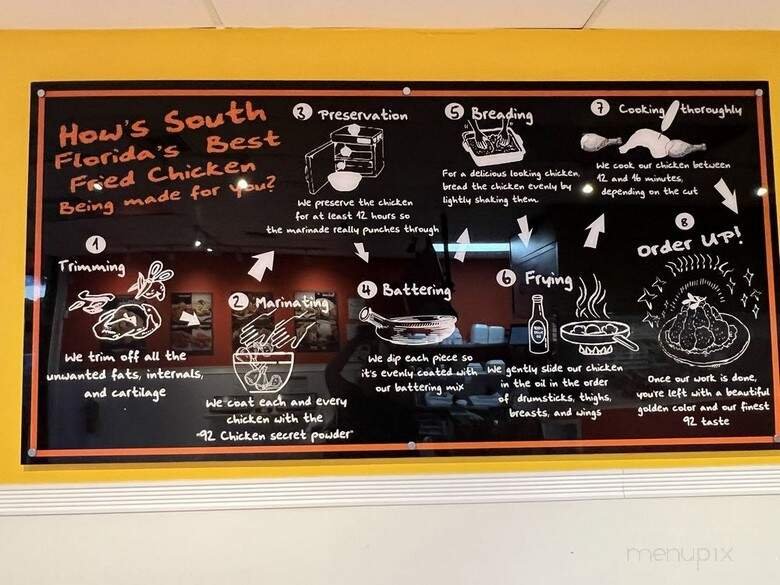 How's South
Florida's Best
Fried Chicken
Being made for you?
1
Trimming
We trim off all the
unwanted fats, internals,
and cartilage
2 Marinating
We coat each and every
chicken with the
"92 Chicken secret powder"
3 Preservation
We preserve the chicken
for at least 12 hours so
the marinade really punches through
4 Battering
We dip each piece so
it's evenly coated with
our battering mix
5 Breading
For a delicious looking chicken,
bread the chicken evenly by
lightly shaking them.
6 Frying
We gently slide our chicken
in the oil in the order
of drumsticks, thighs,
breasts, and wings
7 Cooking thoroughly
We cook our chicken between
12 and 16 minutes,
depending on the cut
8
Order UP!
Once our work is done,
you're left with a beautiful
golden color and our finest
92 taste
menupix